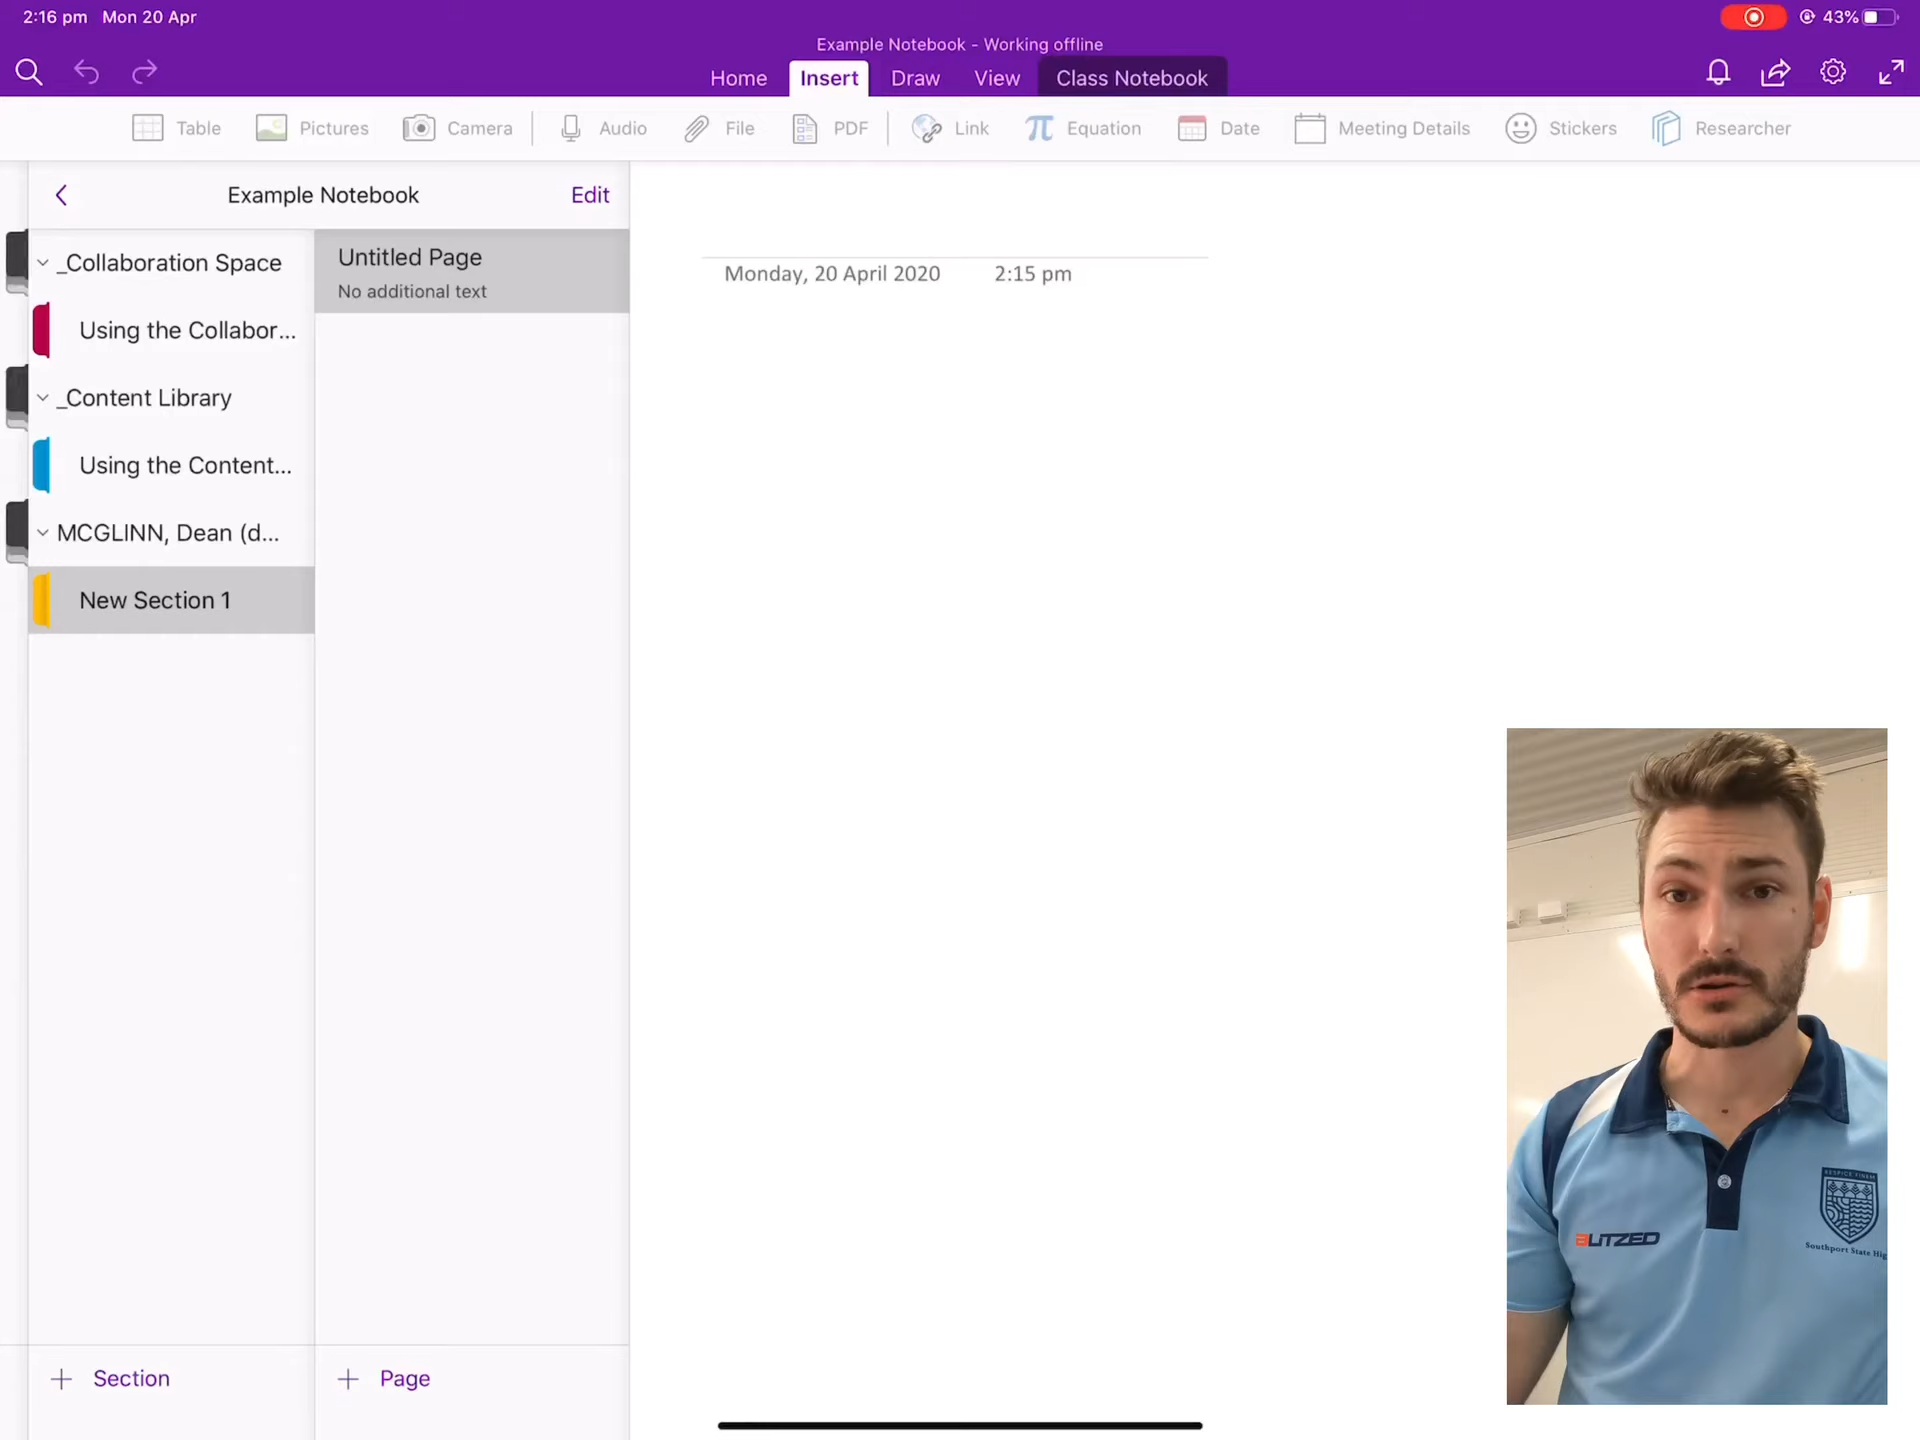 2:16 pm Mon 20 Apr
43%
Example Notebook - Working offline
Home Insert Draw View Class Notebook
Table Pictures Camera Audio File PDF Link Equation Date Meeting Details Stickers Researcher
Example Notebook Edit
_Collaboration Space
Using the Collabor...
_Content Library
Using the Content...
MCGLINN, Dean (d...
New Section 1
Untitled Page
No additional text
Monday, 20 April 2020 2:15 pm
RESPICE FINEM
BLITZED
Southport State Hig
+ Section
+ Page